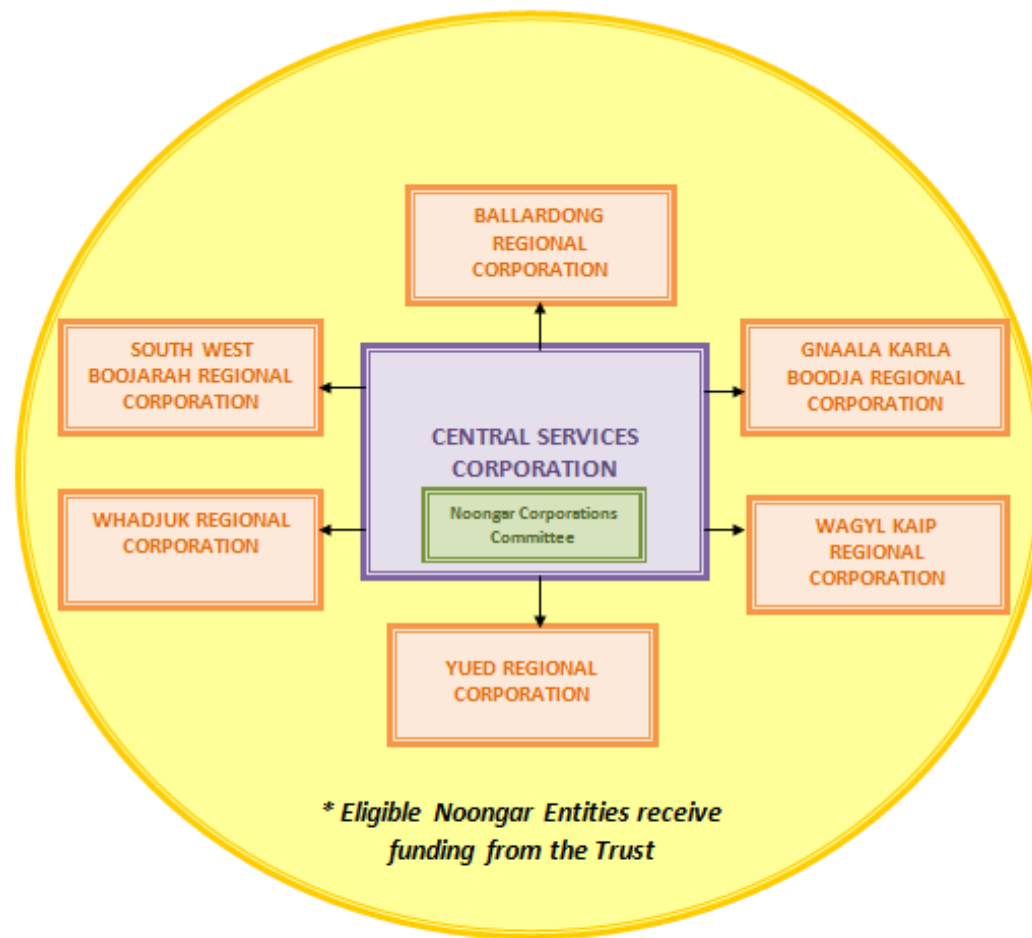 BALLARDONG
REGIONAL
CORPORATION
SOUTH WEST
BOOJARAH REGIONAL
CORPORATION
GNAALA KARLA
BOODJA REGIONAL
CORPORATION
CENTRAL SERVICES
CORPORATION
Noongar Corporations
Committee
WHADJUK REGIONAL
CORPORATION
WAGYL KAIP
REGIONAL
CORPORATION
YUED REGIONAL
CORPORATION
* Eligible Noongar Entities receive
funding from the Trust